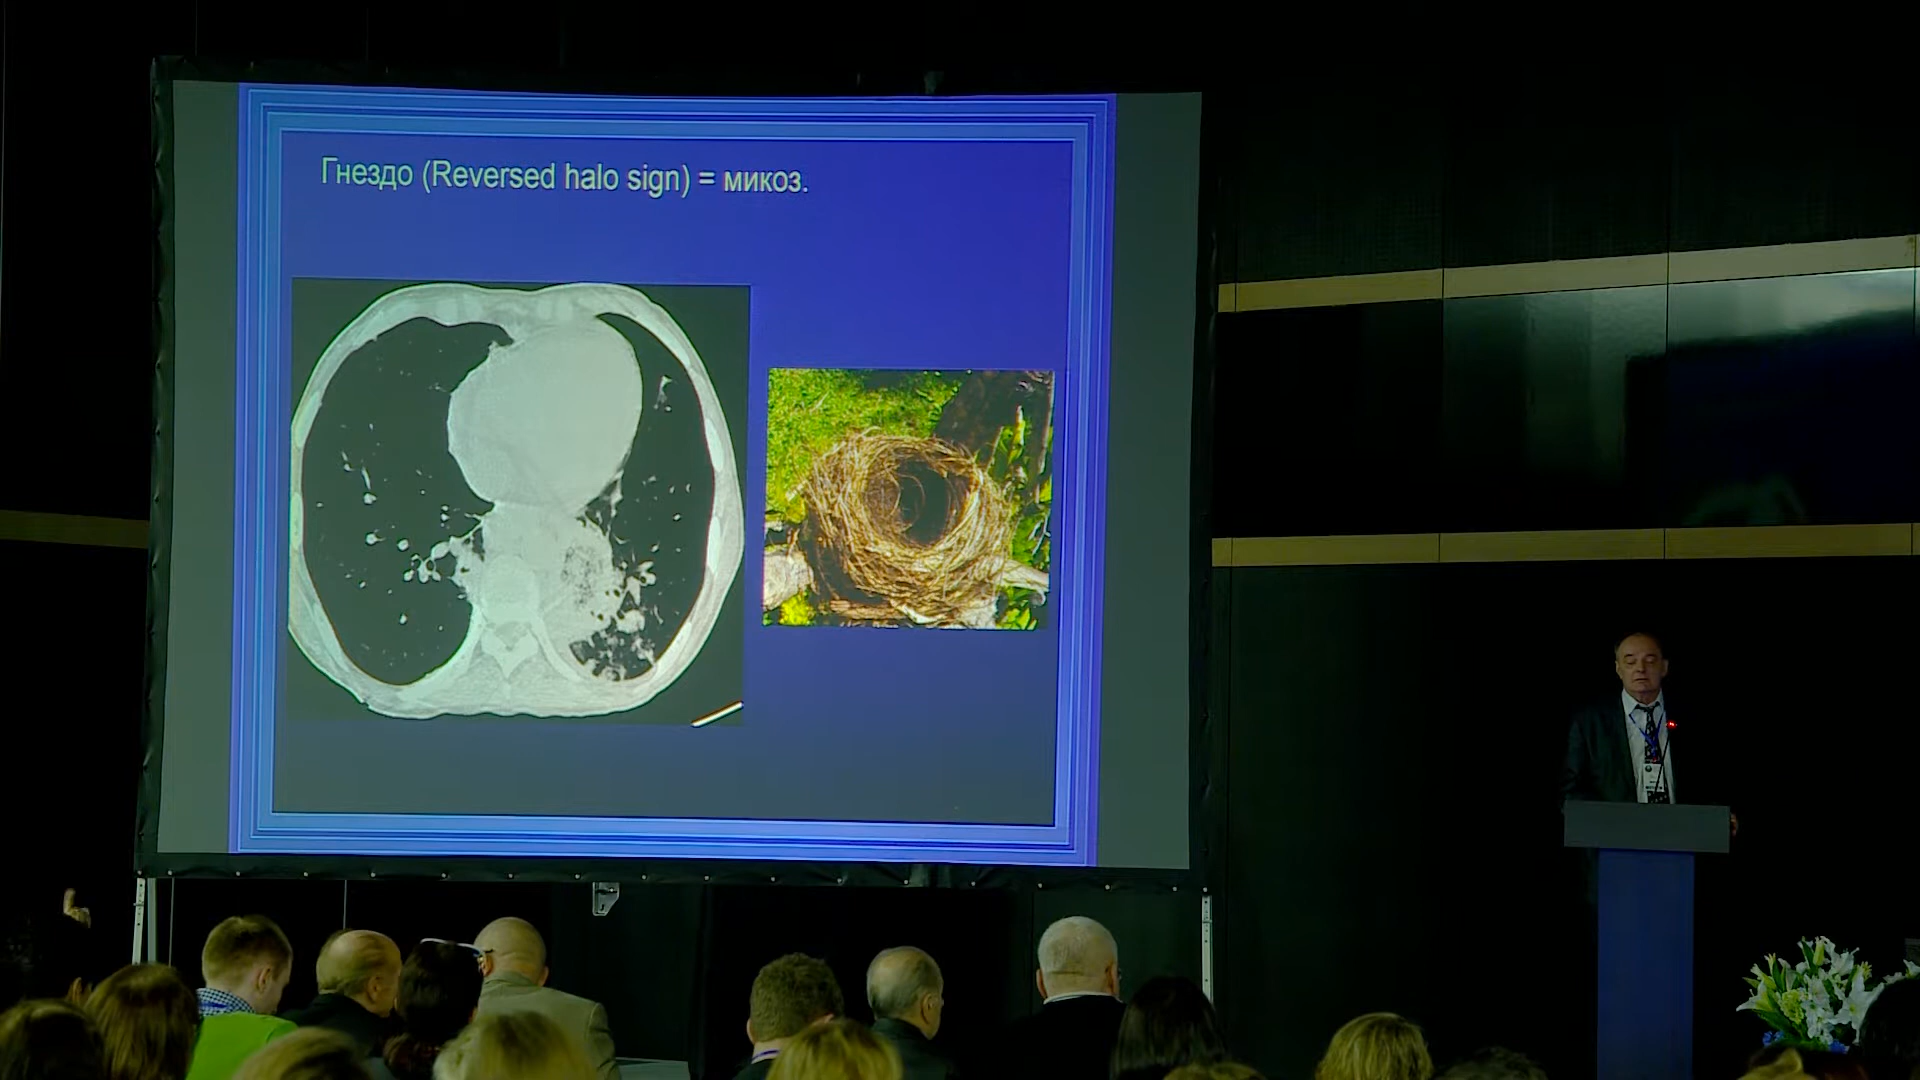 Гнездо (Reversed halo sign) = микоз.